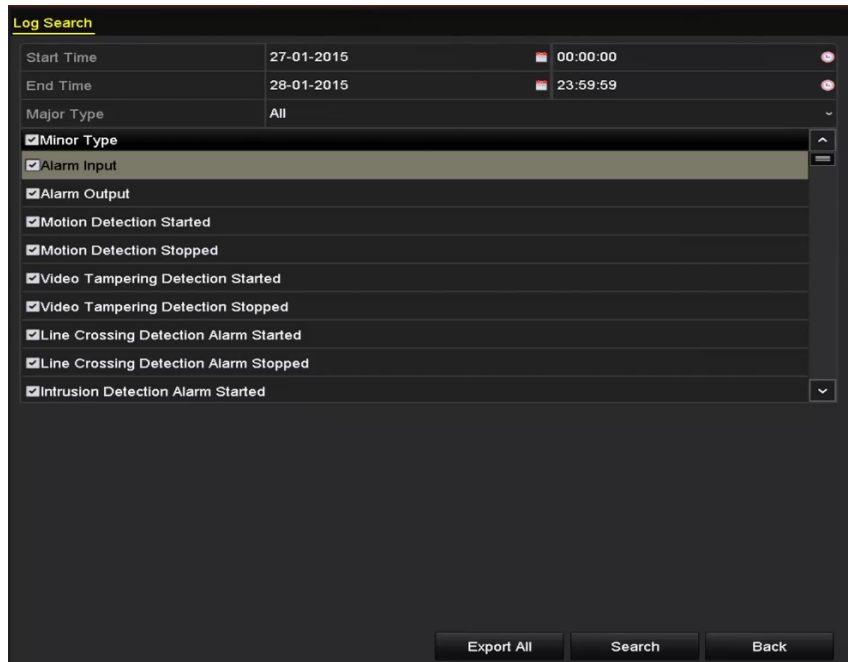 Log Search
Start Time 27-01-2015 00:00:00
End Time 28-01-2015 23:59:59
Major Type All
Minor Type
Alarm Input
Alarm Output
Motion Detection Started
Motion Detection Stopped
Video Tampering Detection Started
Video Tampering Detection Stopped
Line Crossing Detection Alarm Started
Line Crossing Detection Alarm Stopped
Intrusion Detection Alarm Started
Export All Search Back